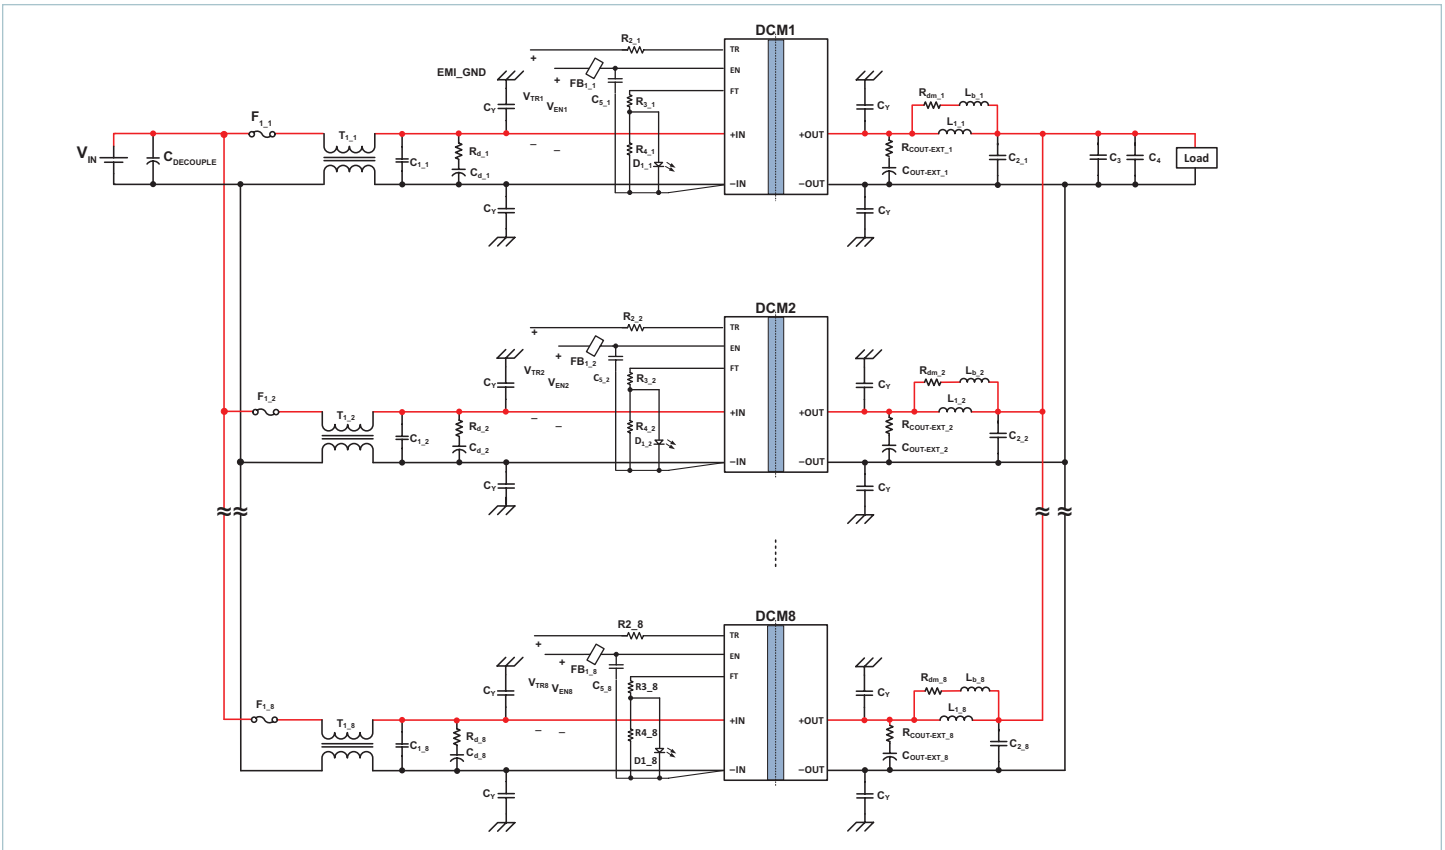 DCM1
R2_1
TR
+
EN
EMI_GND
+
FB1_1
FT
VTR1
C5_1
R3_1
CY
VEN1
CY
Rdm_1
Lb_1
F1_1
T1_1
+IN
+OUT
L1_1
VIN
CDECOUPLE
C1_1
Rd_1
– –
R4_1
RCOUT-EXT_1
C2_1
C3
C4
Load
Cd_1
D1_1
COUT-EXT_1
–IN
–OUT
CY
CY
DCM2
R2_2
TR
+
EN
+
FB1_2
FT
VTR2
C5_2
R3_2
CY
VEN2
CY
Rdm_2
Lb_2
F1_2
T1_2
+IN
+OUT
L1_2
C1_2
Rd_2
– –
R4_2
RCOUT-EXT_2
C2_2
Cd_2
D1_2
COUT-EXT_2
–IN
–OUT
CY
CY
DCM8
R2_8
TR
+
EN
+
FB1_8
FT
VTR8
VEN8
C5_8
R3_8
CY
CY
Rdm_8
Lb_8
F1_8
T1_8
+IN
+OUT
L1_8
C1_8
Rd_8
– –
R4_8
RCOUT-EXT_8
C2_8
Cd_8
D1_8
COUT-EXT_8
–IN
–OUT
CY
CY